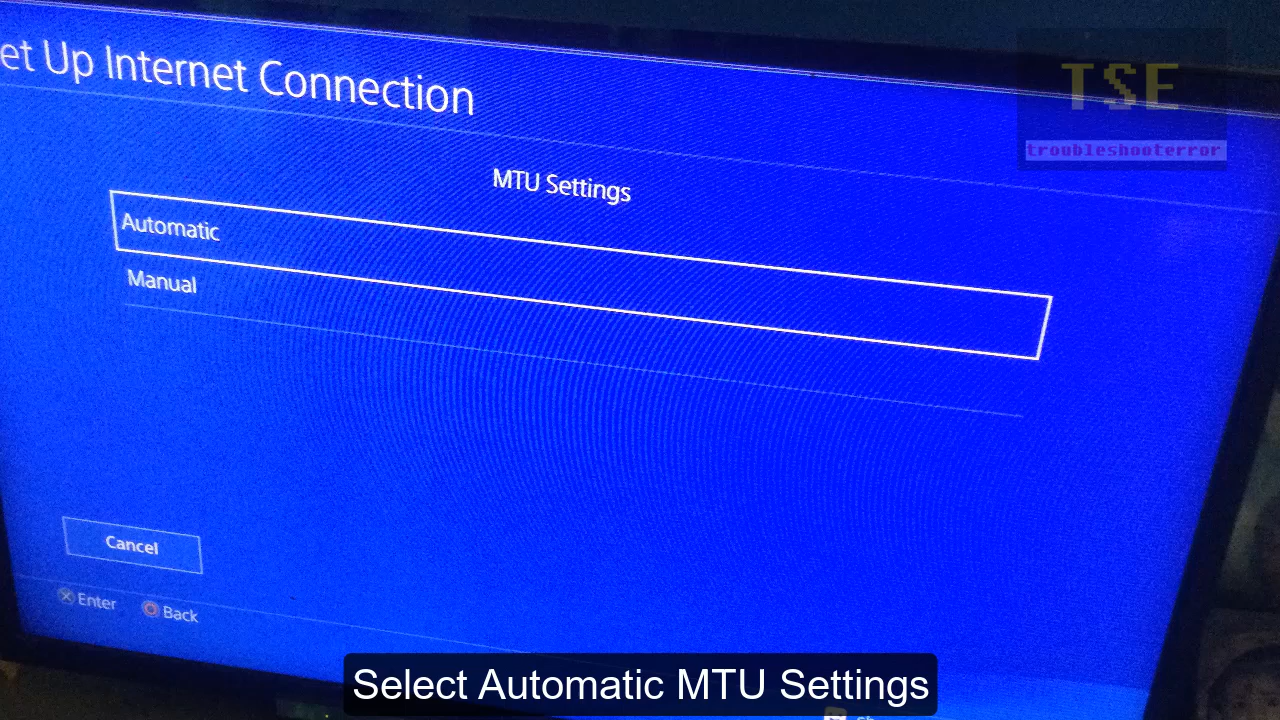 et Up Internet Connection
TSE
troubleshooterror
MTU Settings
Automatic
Manual
Cancel
Enter
Back
Select Automatic MTU Settings